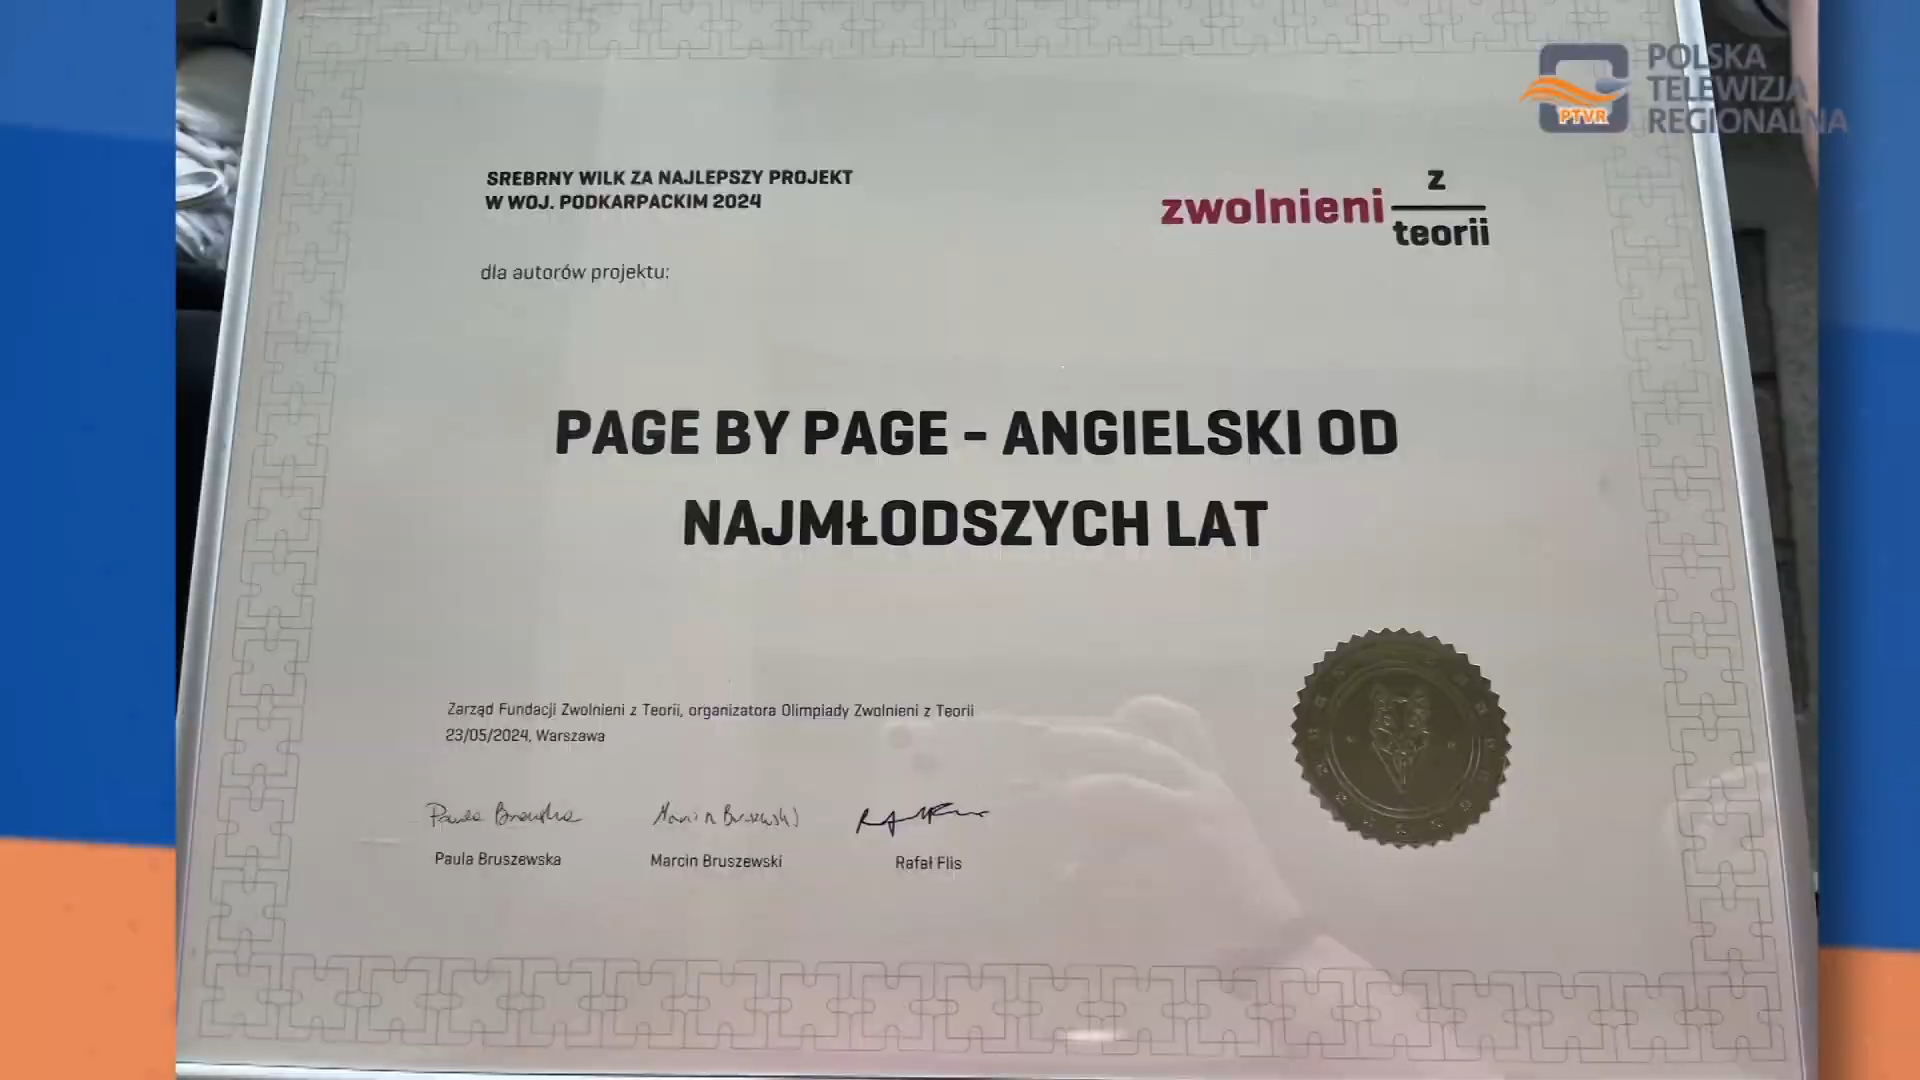 POLSKA
TELEWIZJA
REGIONALNA
PTVR
SREBRNY WILK ZA NAJLEPSZY PROJEKT
W WOJ. PODKARPACKIM 2024
zwolnieni z teorii
dla autorów projektu:
PAGE BY PAGE - ANGIELSKI OD
NAJMŁODSZYCH LAT
Zarząd Fundacji Zwolnieni z Teorii, organizatora Olimpiady Zwolnieni z Teorii
23/05/2024, Warszawa
Paula Bruszewska Marcin Bruszewski Rafał Flis